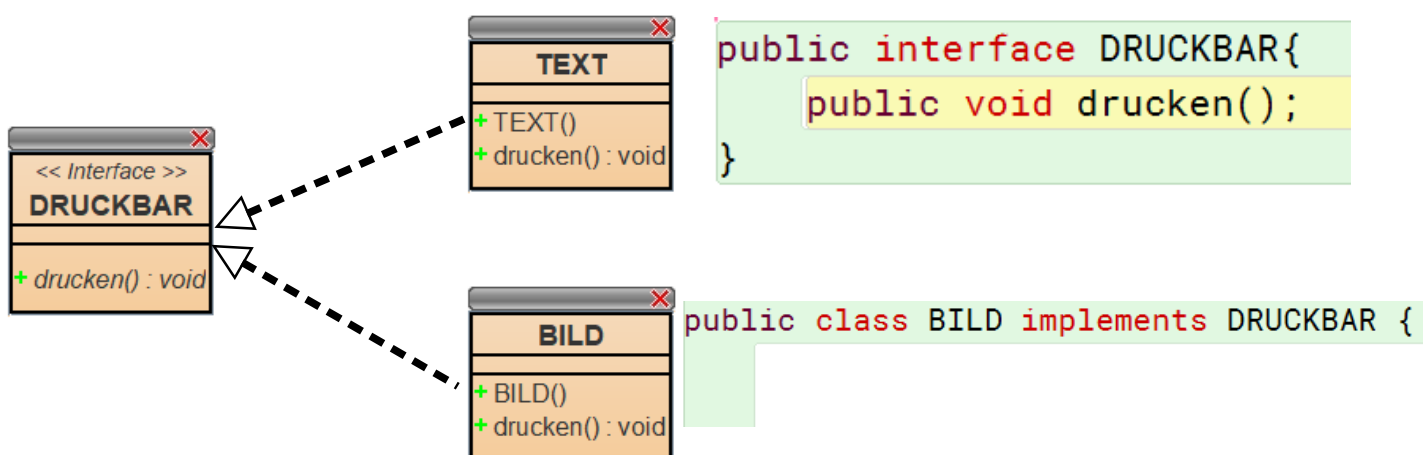 << Interface >>
DRUCKBAR
+ drucken() : void
TEXT
+ TEXT()
+ drucken() : void
public interface DRUCKBAR{
public void drucken();
}
BILD
+ BILD()
+ drucken() : void
public class BILD implements DRUCKBAR {